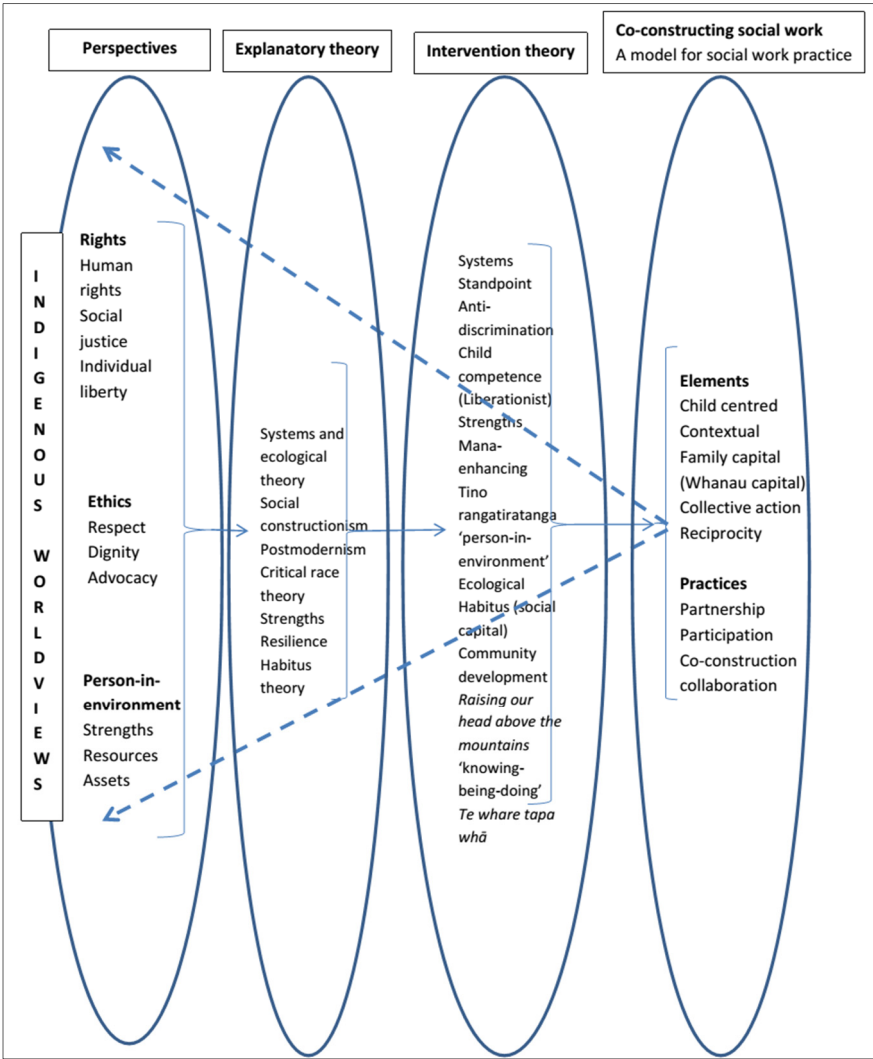 Perspectives
Explanatory theory
Intervention theory
Co-constructing social work
A model for social work practice
INDIGENOUS WORLDVIEWS
Rights
Human
rights
Social
justice
Individual
liberty
Ethics
Respect
Dignity
Advocacy
Person-in-
environment
Strengths
Resources
Assets
Systems and
ecological
theory
Social
constructionism
Postmodernism
Critical race
theory
Strengths
Resilience
Habitus
theory
Systems
Standpoint
Anti-
discrimination
Child
competence
(Liberationist)
Strengths
Mana-
enhancing
Tino
rangatiratanga
‘person-in-
environment’
Ecological
Habitus (social
capital)
Community
development
Raising our
head above the
mountains
‘knowing-
being-doing’
Te whare tapa
whā
Elements
Child centred
Contextual
Family capital
(Whanau capital)
Collective action
Reciprocity
Practices
Partnership
Participation
Co-construction
collaboration